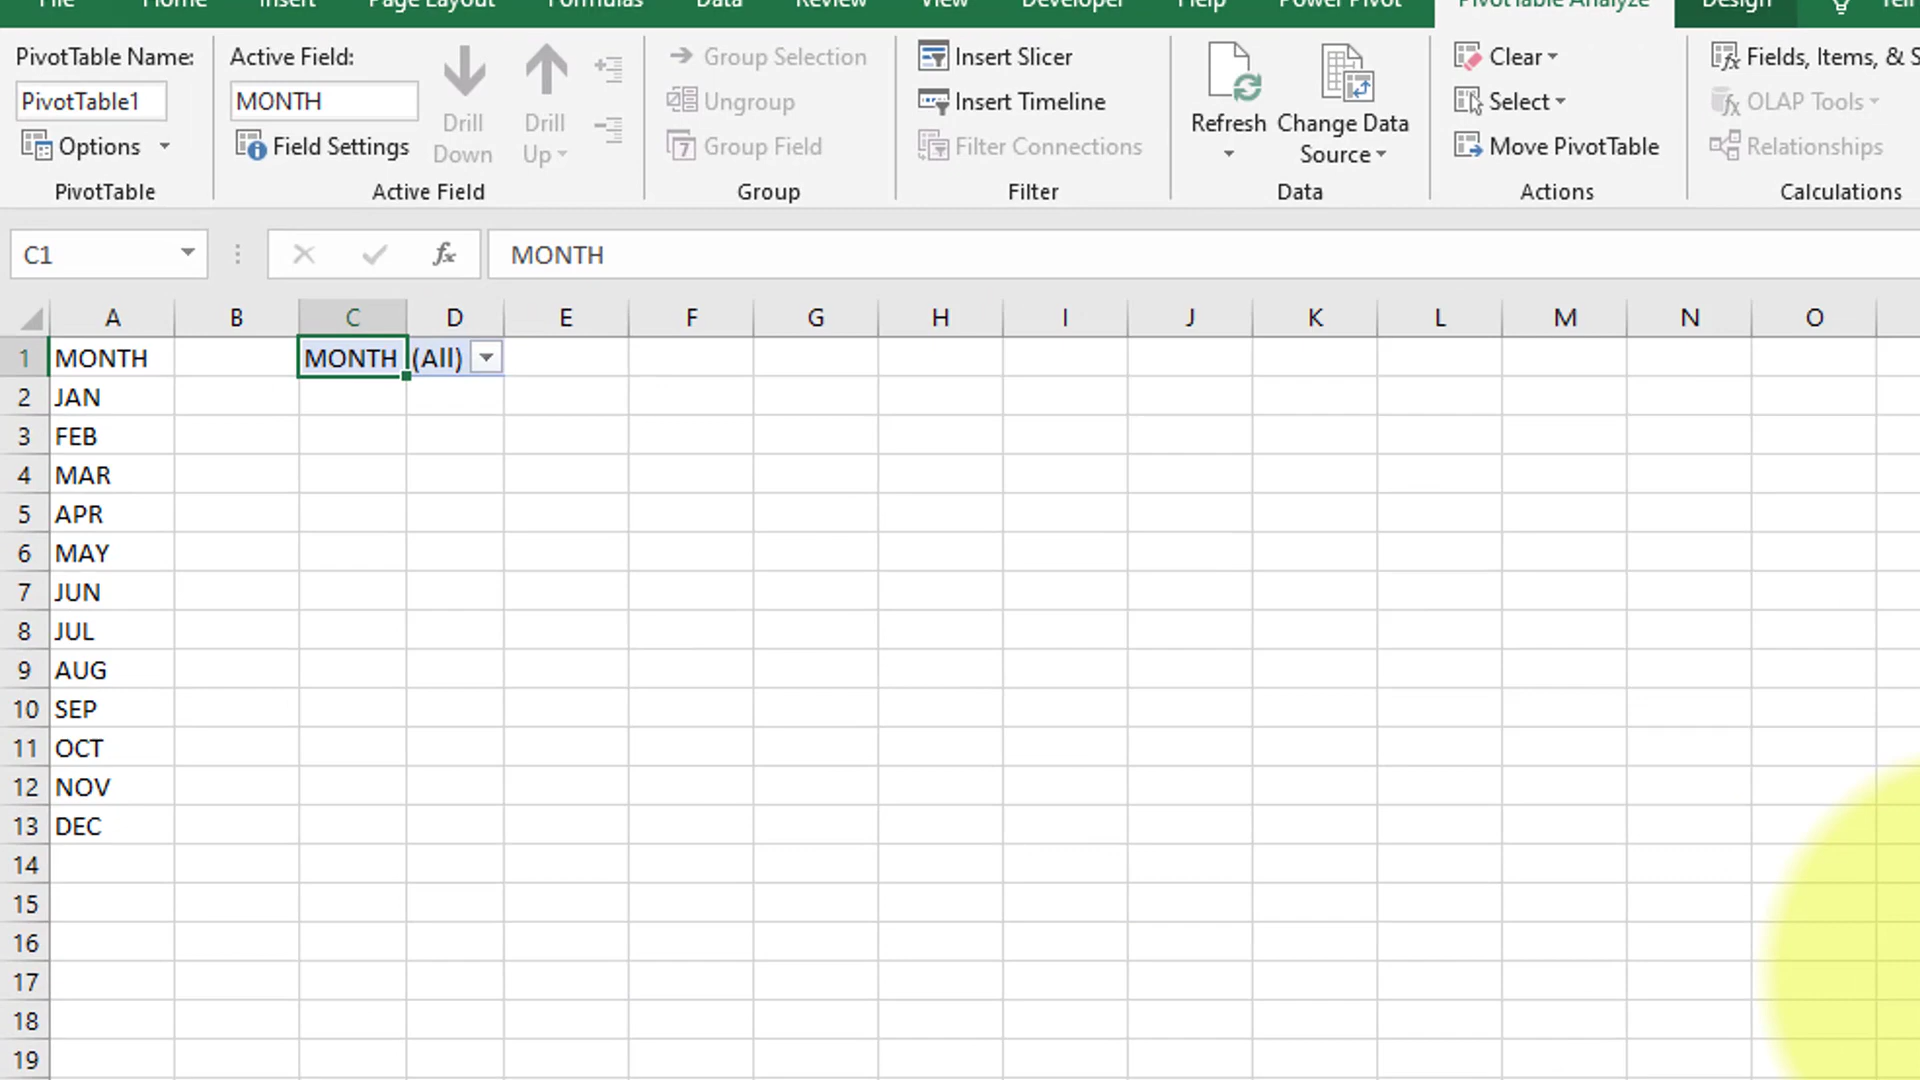 File Home Insert Page Layout Formulas Data Review View Developer Help Power Pivot PivotTable Analyze Design
PivotTable Name: Active Field: Group Selection Insert Slicer Clear Fields, Items, & S
PivotTable1 MONTH Drill Down Drill Up Ungroup Insert Timeline Refresh Change Data Source Select OLAP Tools
Options Field Settings Group Field Filter Connections Move PivotTable Relationships
PivotTable Active Field Group Filter Data Actions Calculations
C1 fx MONTH
A B C D E F G H I J K L M N O
1 MONTH MONTH (All)
2 JAN
3 FEB
4 MAR
5 APR
6 MAY
7 JUN
8 JUL
9 AUG
10 SEP
11 OCT
12 NOV
13 DEC
14
15
16
17
18
19